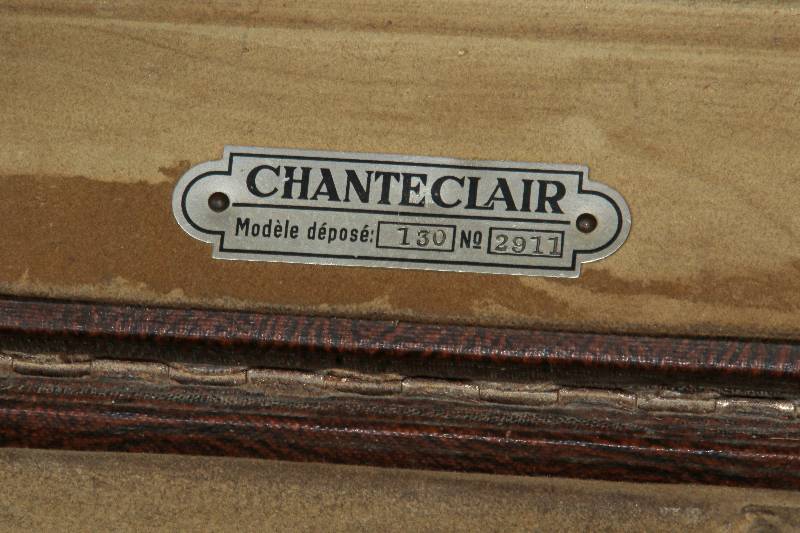 CHANTECLAIR
Modèle déposé: 130 No 2911